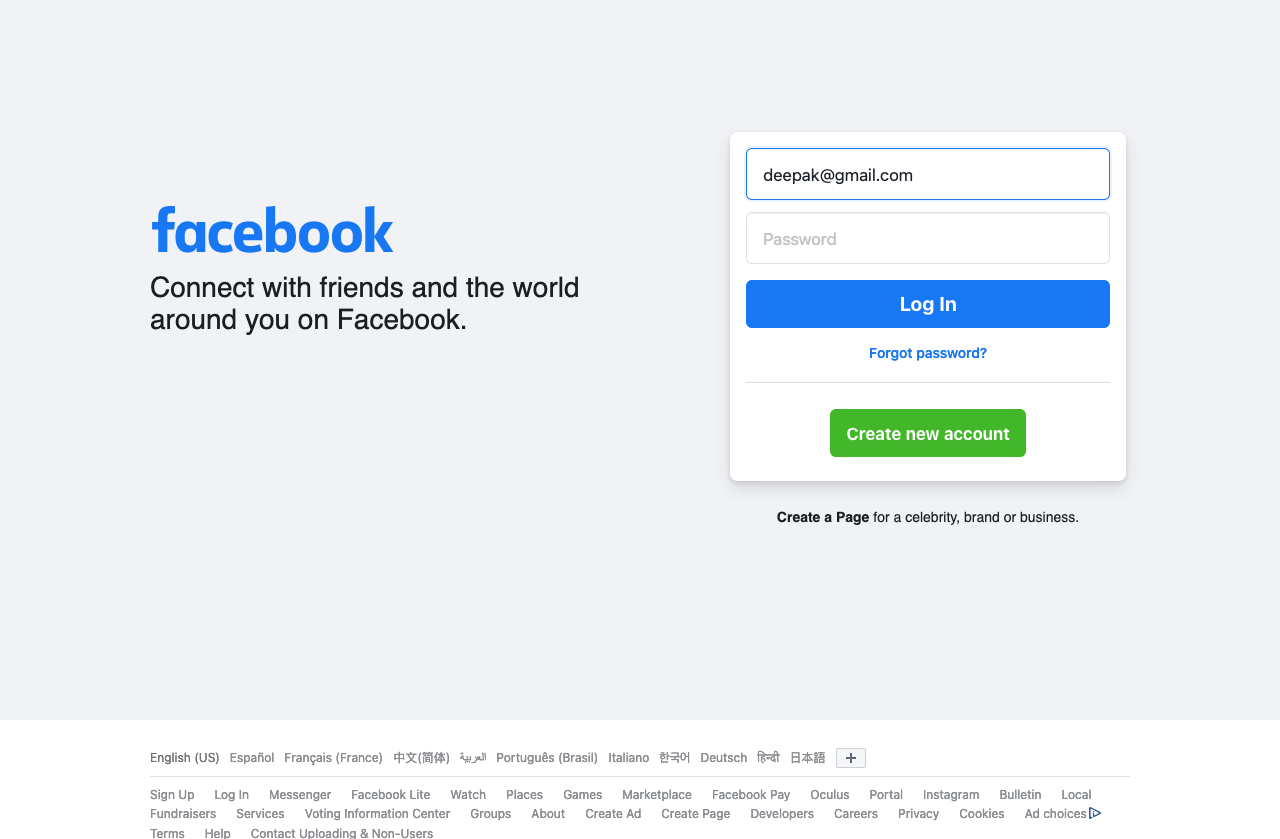 facebook
Connect with friends and the world
around you on Facebook.
deepak@gmail.com
Password
Log In
Forgot password?
Create new account
Create a Page for a celebrity, brand or business.
English (US) Español Français (France) 中文(简体) العربية Português (Brasil) Italiano 한국어 Deutsch हिन्दी 日本語
Sign Up Log In Messenger Facebook Lite Watch Places Games Marketplace Facebook Pay Oculus Portal Instagram Bulletin Local
Fundraisers Services Voting Information Center Groups About Create Ad Create Page Developers Careers Privacy Cookies Ad choices
Terms Help Contact Uploading & Non-Users